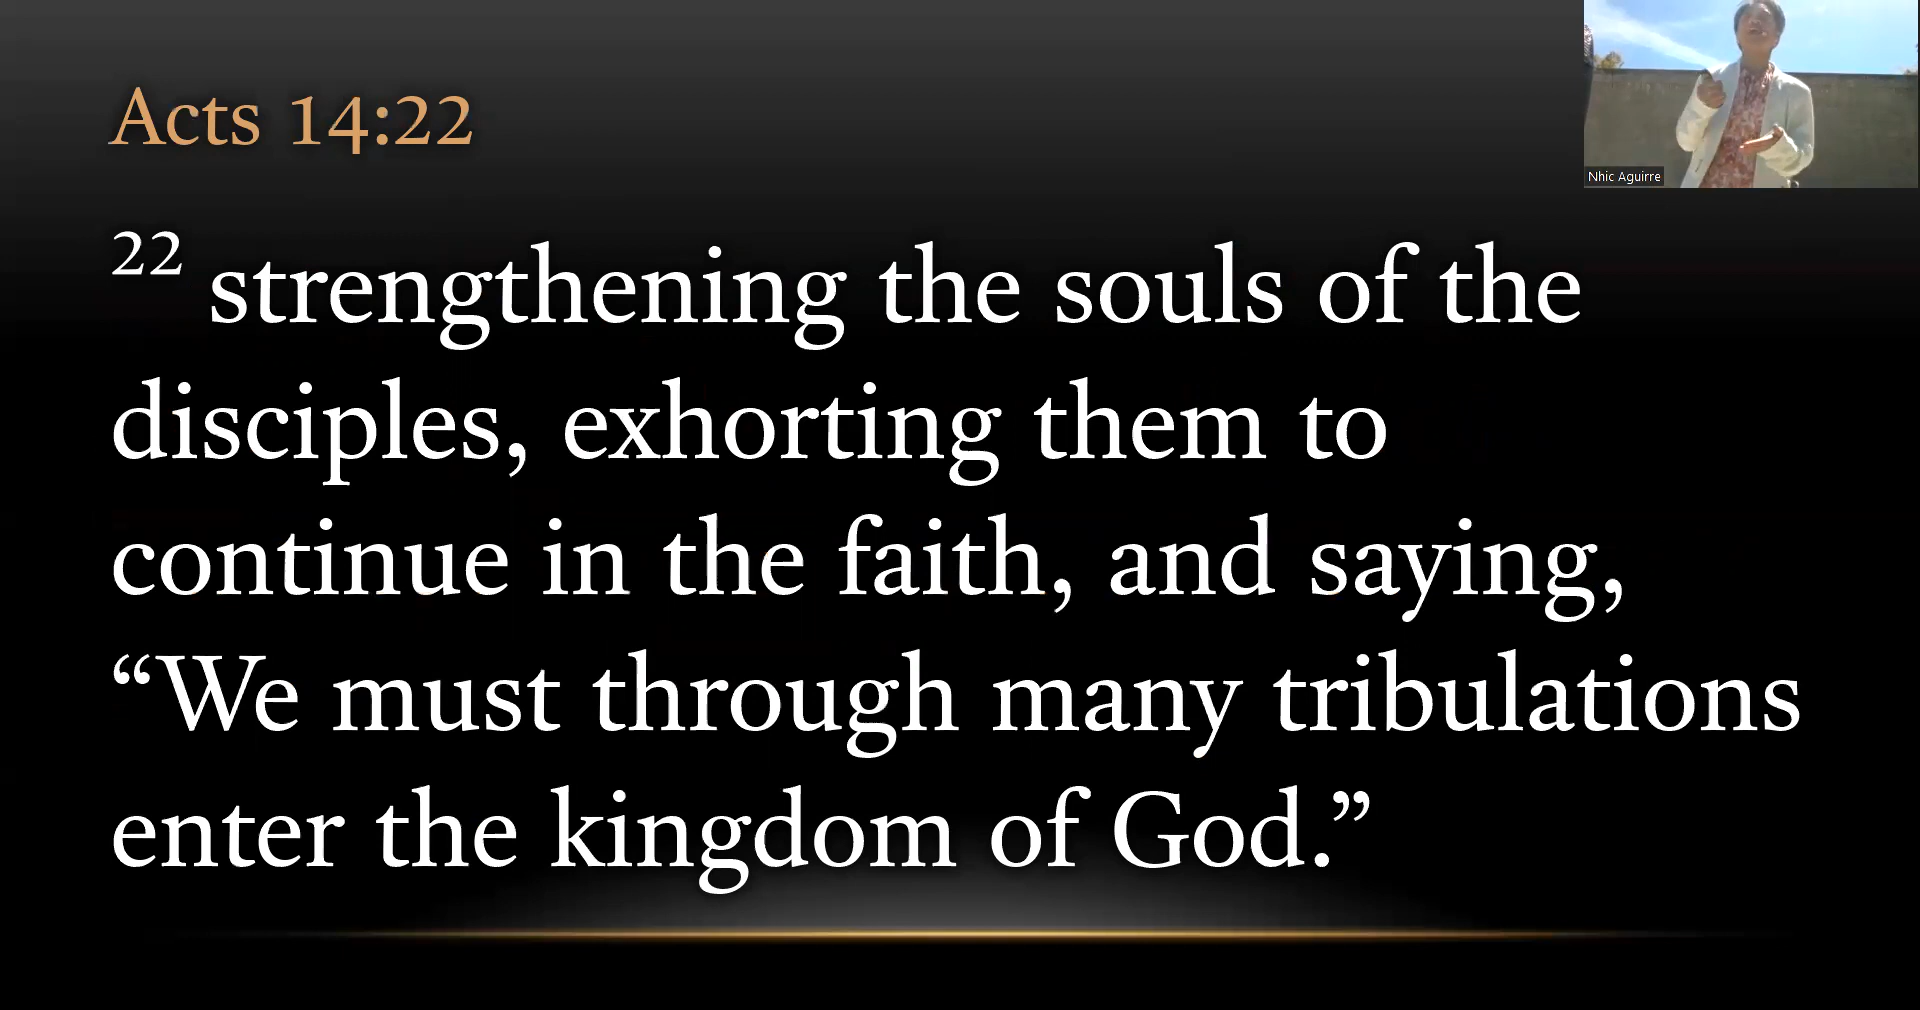 Acts 14:22
Nhic Aguirre
22 strengthening the souls of the
disciples, exhorting them to
continue in the faith, and saying,
“We must through many tribulations
enter the kingdom of God.”